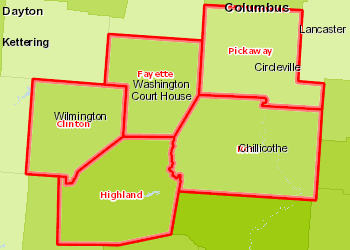 Columbus
Dayton
Lancaster
Kettering
Pickaway
Circleville
Fayette
Washington
Court House
Wilmington
Clinton
Chillicothe
Highland